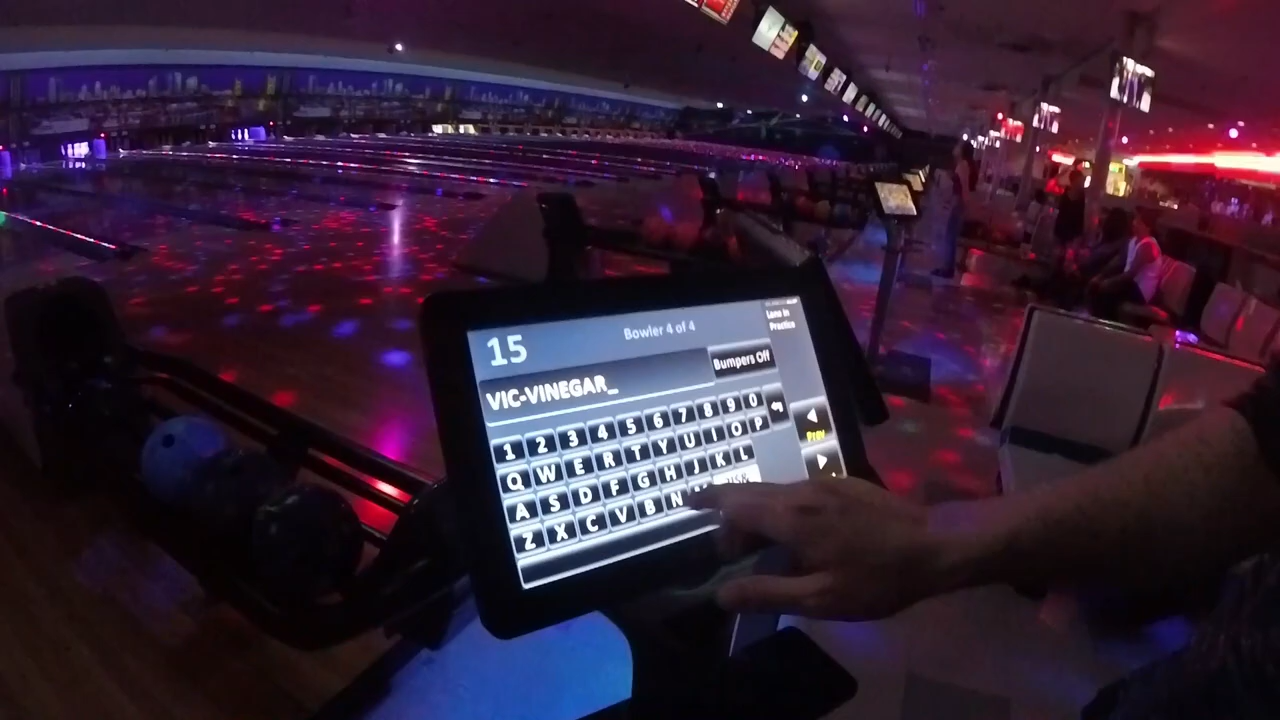 15
Bowler 4 of 4
Lane in
Practice
VIC-VINEGAR_
Bumpers Off
1 2 3 4 5 6 7 8 9 0
Q W E R T Y U I O P
A S D F G H J K L
Z X C V B N
Prev